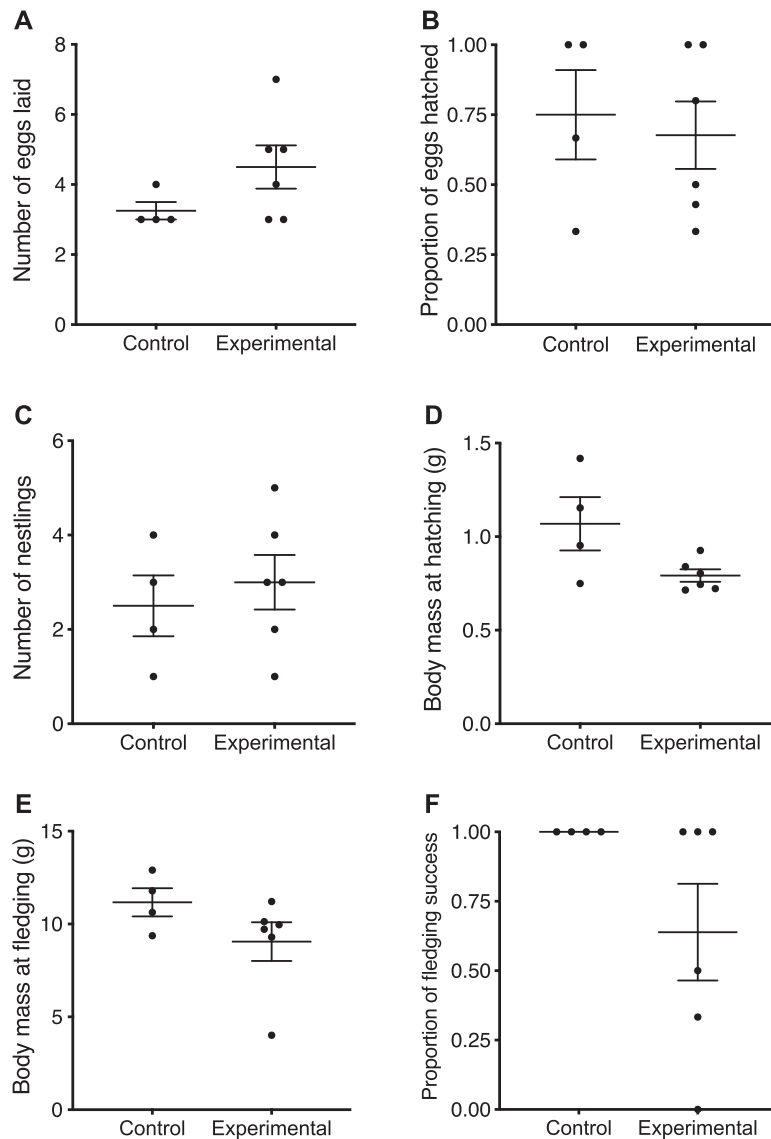 A
Number of eggs laid
8
6
4
2
0
Control Experimental
B
Proportion of eggs hatched
1.00
0.75
0.50
0.25
0.00
Control Experimental
C
Number of nestlings
6
4
2
0
Control Experimental
D
Body mass at hatching (g)
1.5
1.0
0.5
0.0
Control Experimental
E
Body mass at fledging (g)
15
10
5
0
Control Experimental
F
Proportion of fledging success
1.00
0.75
0.50
0.25
0.00
Control Experimental